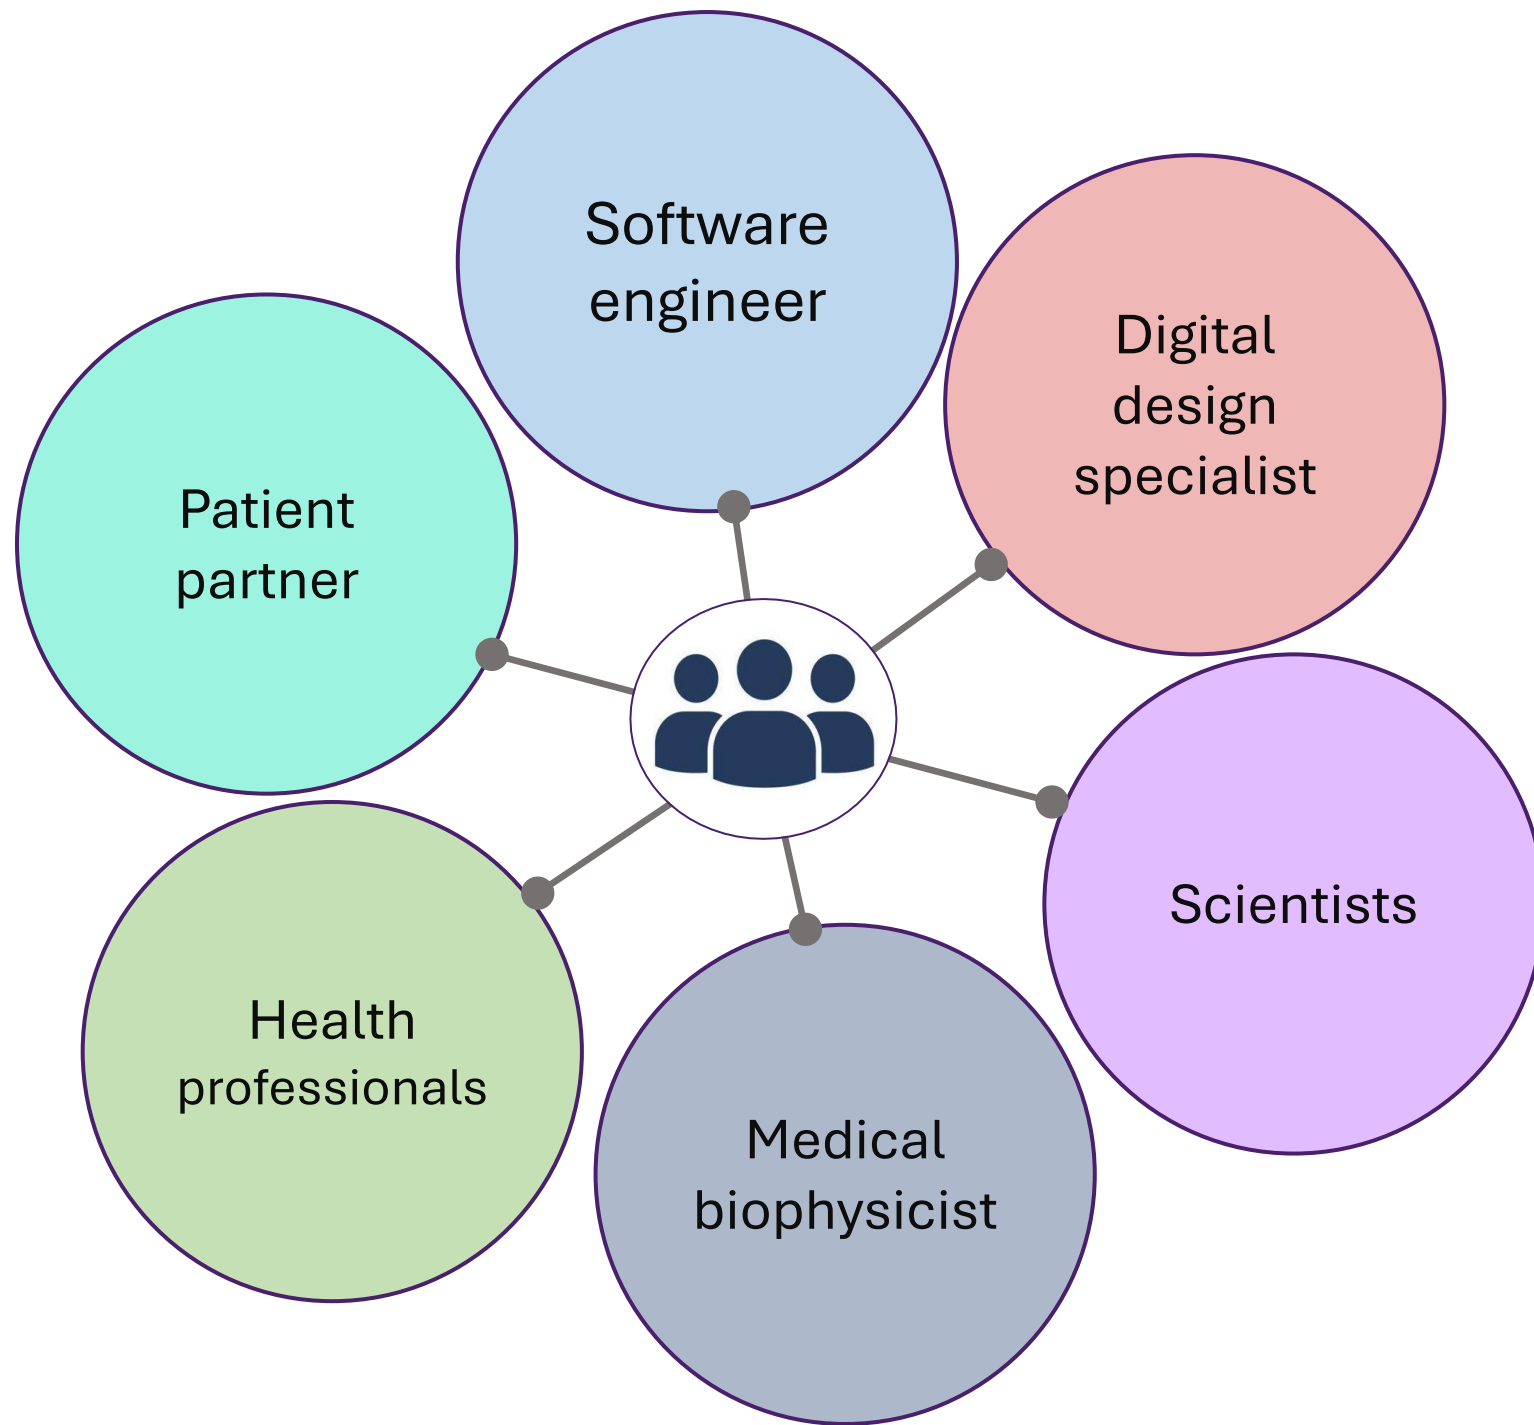 Software
engineer
Digital
design
specialist
Patient
partner
Scientists
Health
professionals
Medical
biophysicist